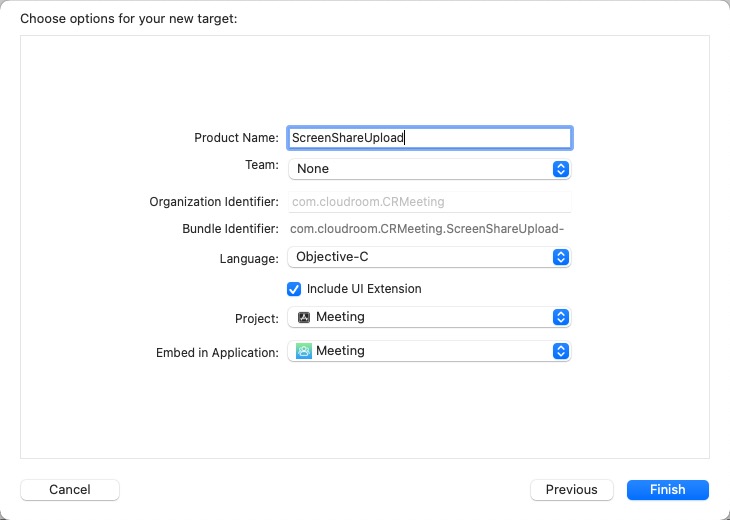 Choose options for your new target:
Product Name: ScreenShareUpload
Team: None
Organization Identifier: com.cloudroom.CRMeeting
Bundle Identifier: com.cloudroom.CRMeeting.ScreenShareUpload-
Language: Objective-C
Include UI Extension
Project: Meeting
Embed in Application: Meeting
Cancel Previous Finish